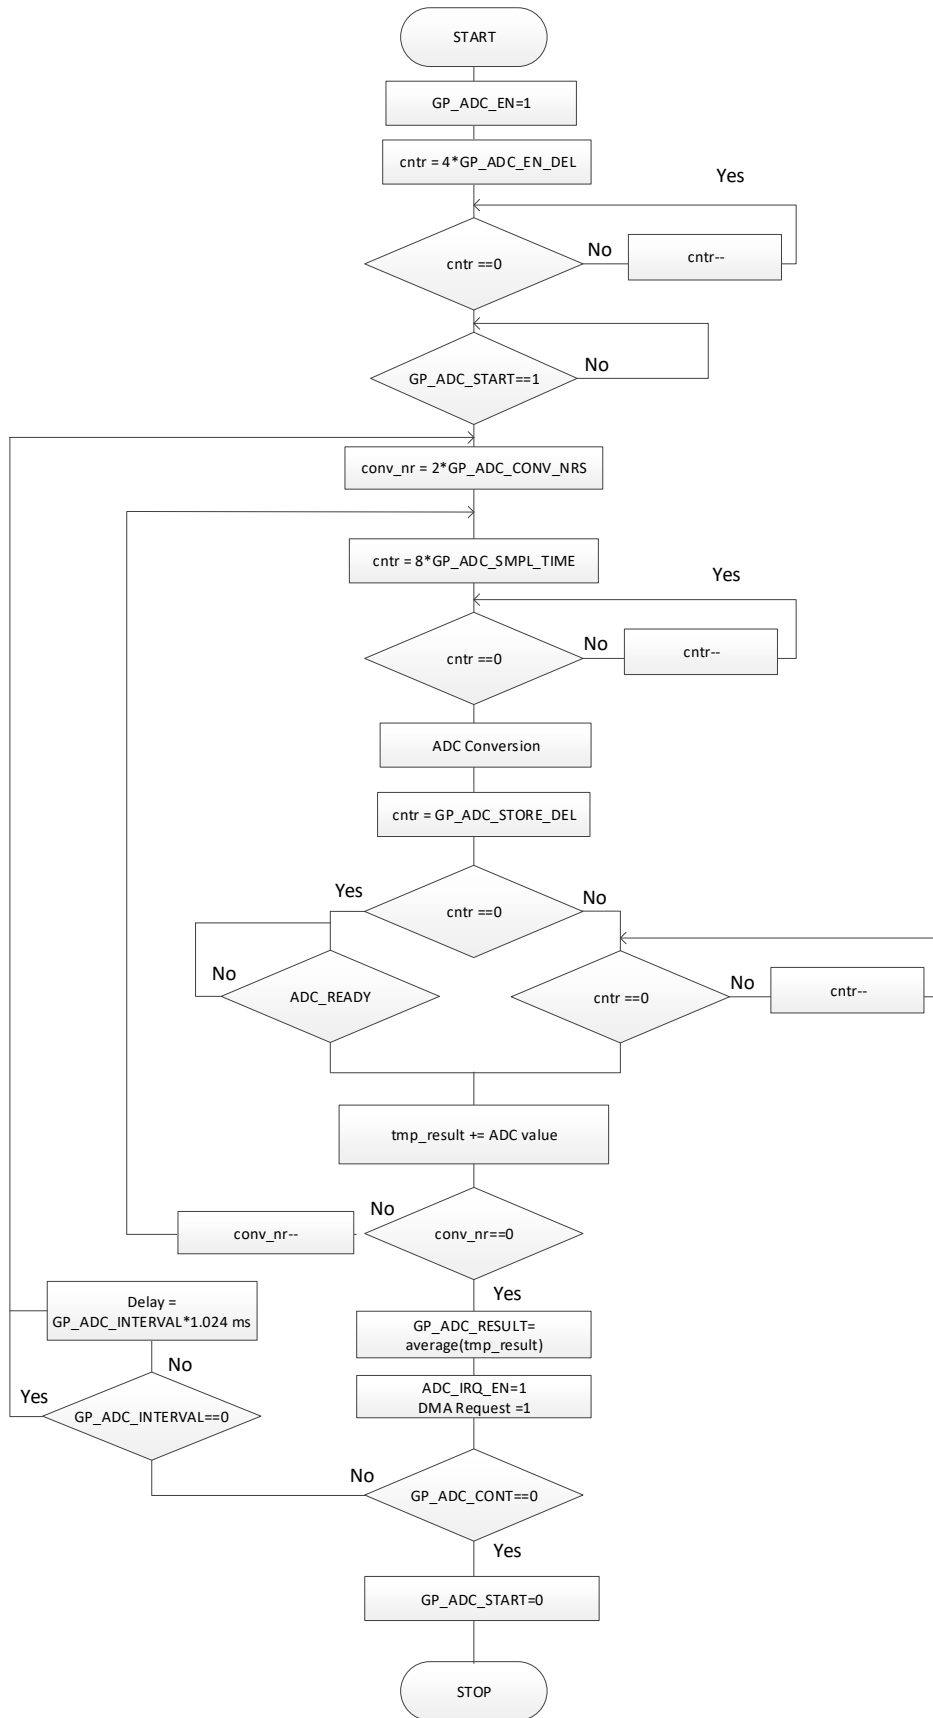 START
GP_ADC_EN=1
cntr = 4*GP_ADC_EN_DEL
Yes
cntr ==0
No
cntr--
GP_ADC_START==1
No
conv_nr = 2*GP_ADC_CONV_NRS
cntr = 8*GP_ADC_SMPL_TIME
Yes
cntr ==0
No
cntr--
ADC Conversion
cntr = GP_ADC_STORE_DEL
Yes
cntr ==0
No
No
ADC_READY
cntr ==0
No
cntr--
tmp_result += ADC value
conv_nr--
No
conv_nr==0
Yes
Delay =
GP_ADC_INTERVAL*1.024 ms
GP_ADC_RESULT=
average(tmp_result)
No
Yes
GP_ADC_INTERVAL==0
ADC_IRQ_EN=1
DMA Request =1
No
GP_ADC_CONT==0
Yes
GP_ADC_START=0
STOP